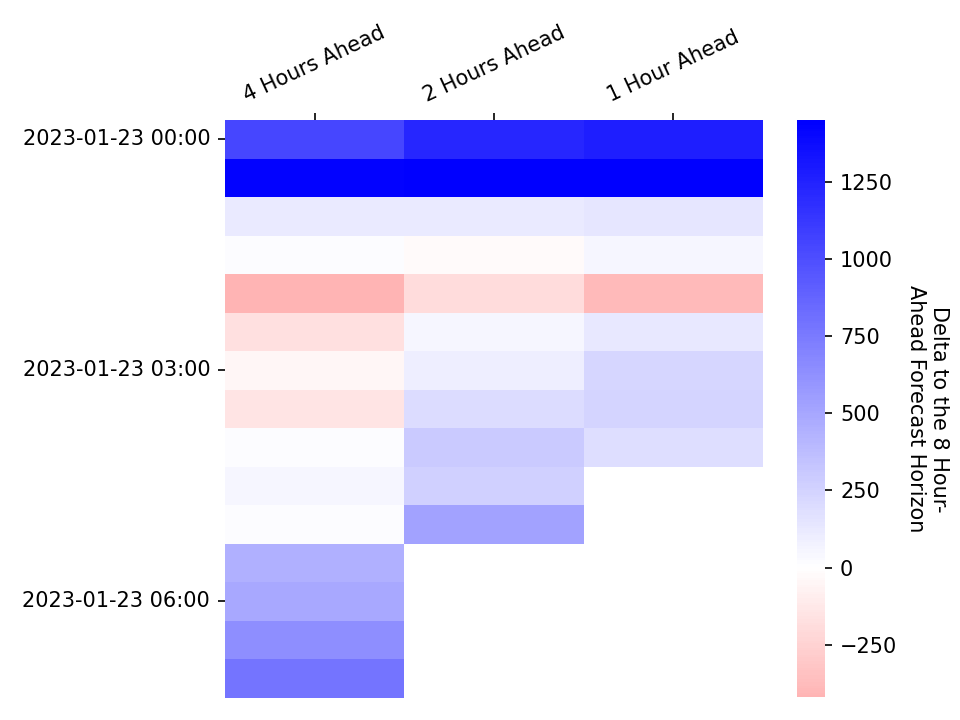 4 Hours Ahead
2 Hours Ahead
1 Hour Ahead
2023-01-23 00:00
2023-01-23 03:00
2023-01-23 06:00
1250
1000
750
500
250
0
−250
Delta to the 8 Hour-
Ahead Forecast Horizon